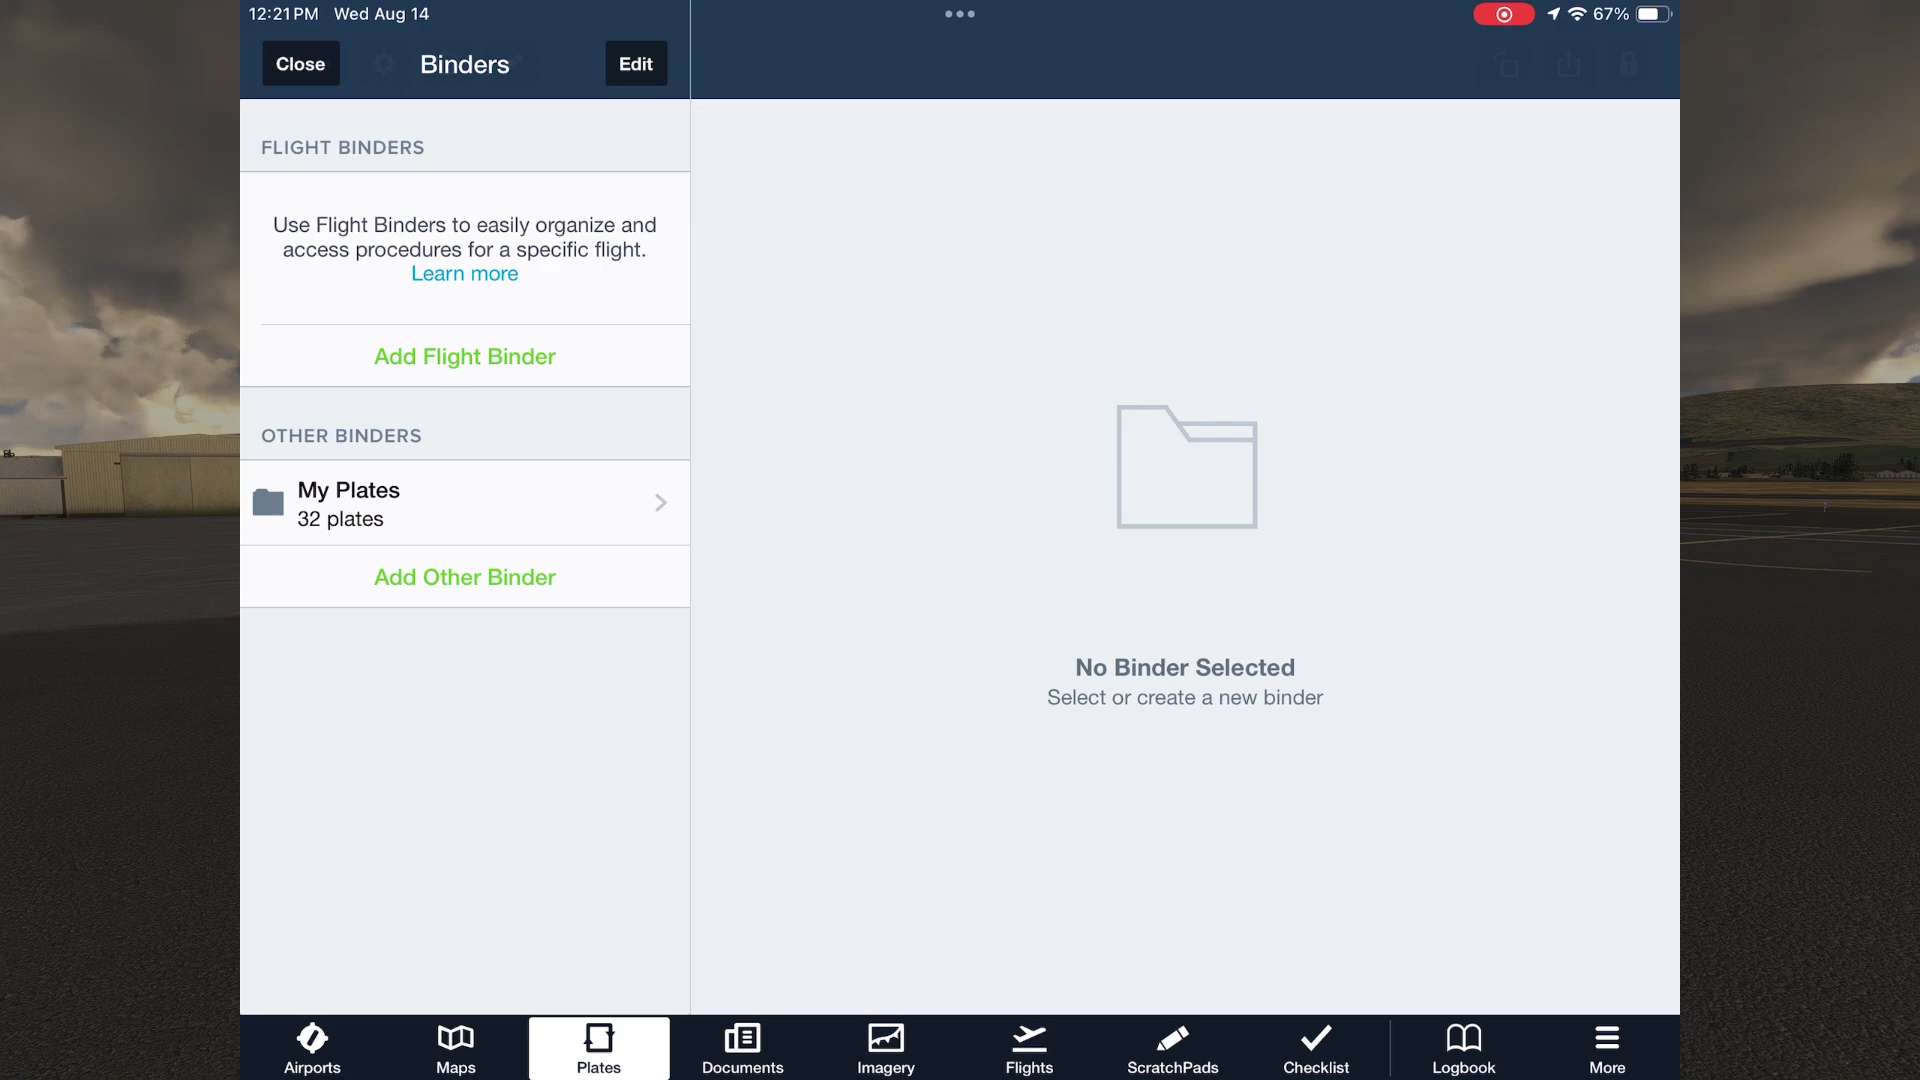 12:21 PM Wed Aug 14
67%
Close
Binders
Edit
FLIGHT BINDERS
Use Flight Binders to easily organize and
access procedures for a specific flight.
Learn more
Add Flight Binder
OTHER BINDERS
My Plates
32 plates
Add Other Binder
No Binder Selected
Select or create a new binder
Airports
Maps
Plates
Documents
Imagery
Flights
ScratchPads
Checklist
Logbook
More